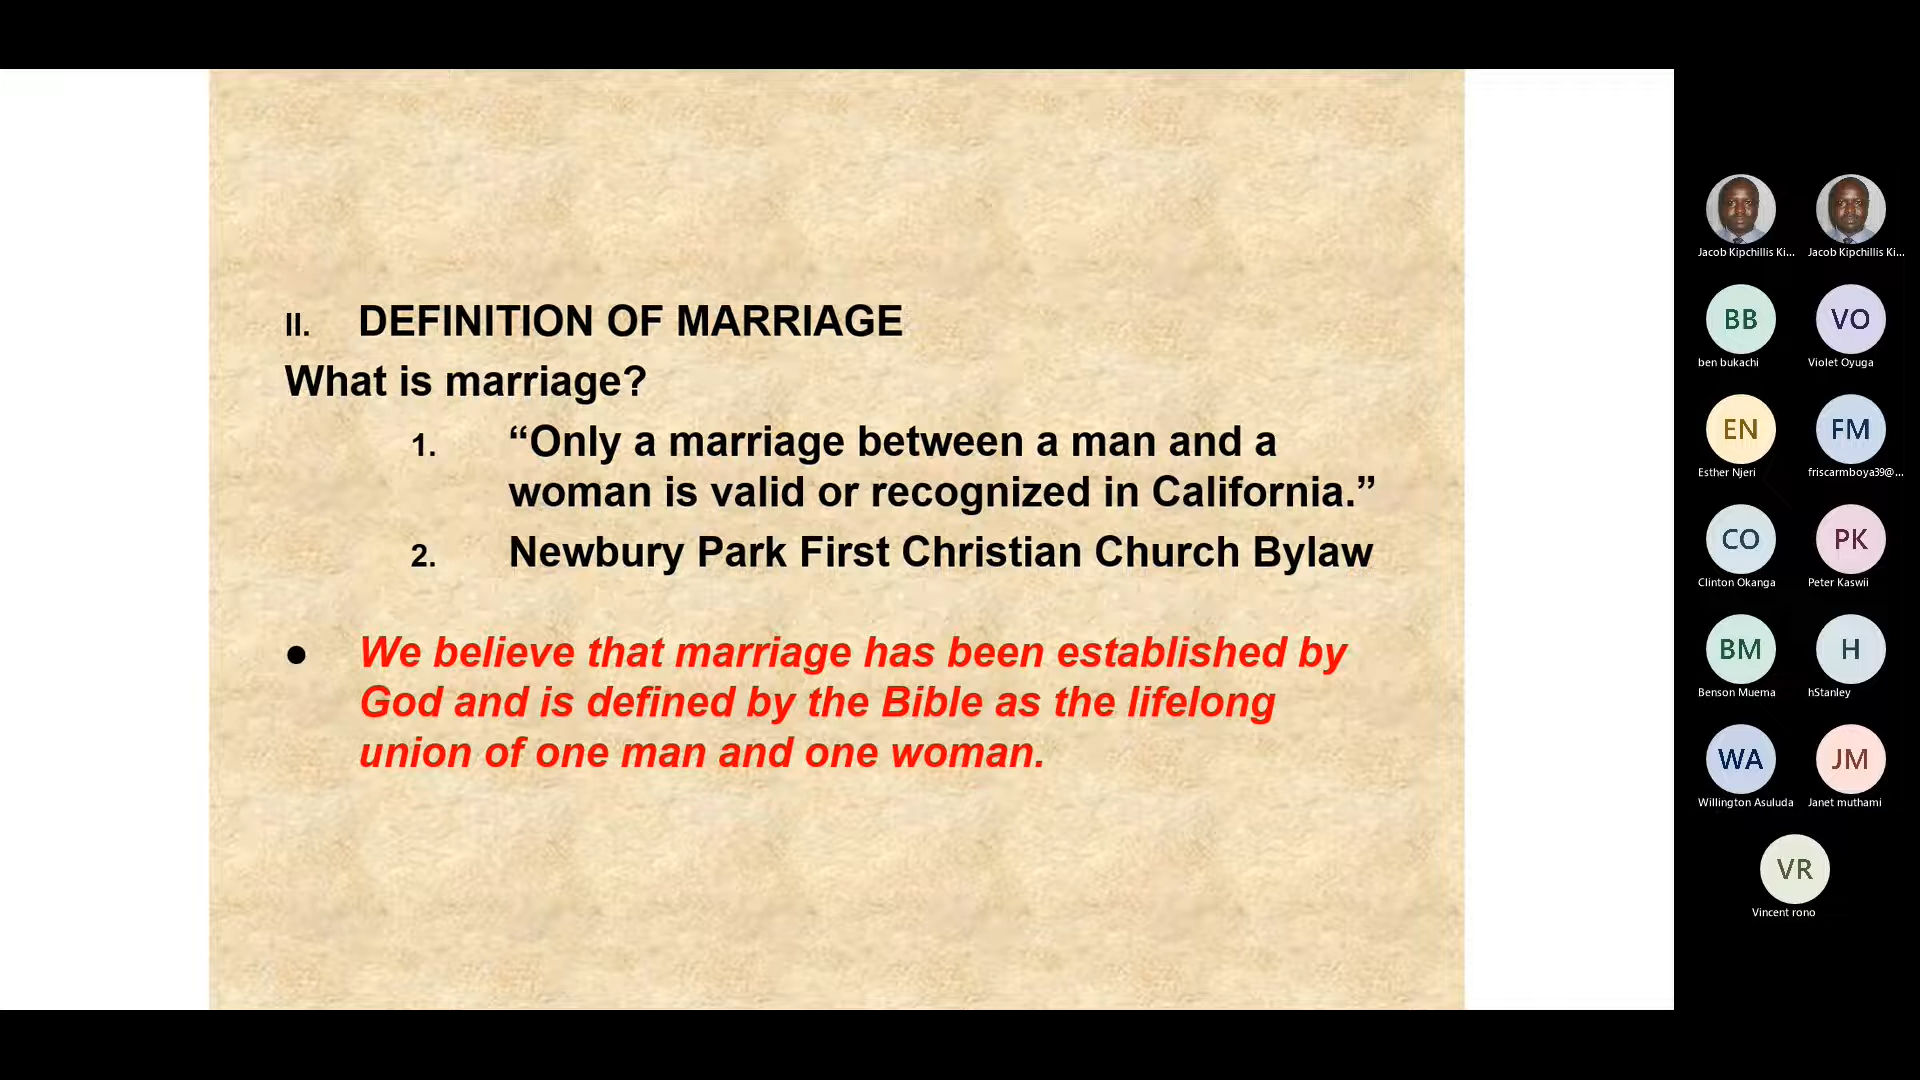 II. DEFINITION OF MARRIAGE
What is marriage?
1. “Only a marriage between a man and a
woman is valid or recognized in California.”
2. Newbury Park First Christian Church Bylaw
● We believe that marriage has been established by
God and is defined by the Bible as the lifelong
union of one man and one woman.
Jacob Kipchillis Ki... Jacob Kipchillis Ki...
BB VO
ben bukachi Violet Oyuga
EN FM
Esther Njeri friscarmboya39@...
CO PK
Clinton Okanga Peter Kaswii
BM H
Benson Muema hStanley
WA JM
Willington Asuluda Janet muthami
VR
Vincent rono